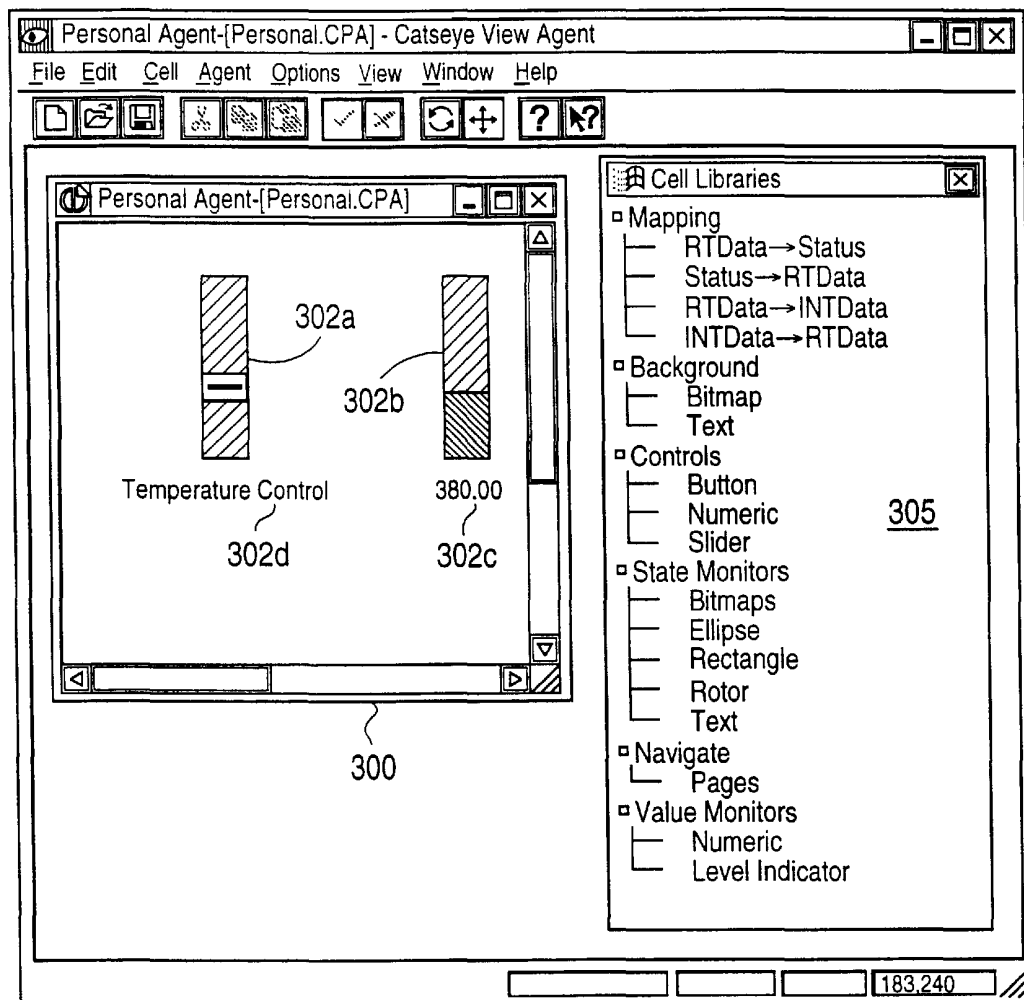 Personal Agent-[Personal.CPA] - Catseye View Agent
File Edit Cell Agent Options View Window Help
? ?
Personal Agent-[Personal.CPA]
302a
302b
Temperature Control
380.00
302d
302c
300
Cell Libraries
Mapping
RTData→Status
Status→RTData
RTData→INTData
INTData→RTData
Background
Bitmap
Text
Controls
Button
Numeric
Slider
305
State Monitors
Bitmaps
Ellipse
Rectangle
Rotor
Text
Navigate
Pages
Value Monitors
Numeric
Level Indicator
183,240